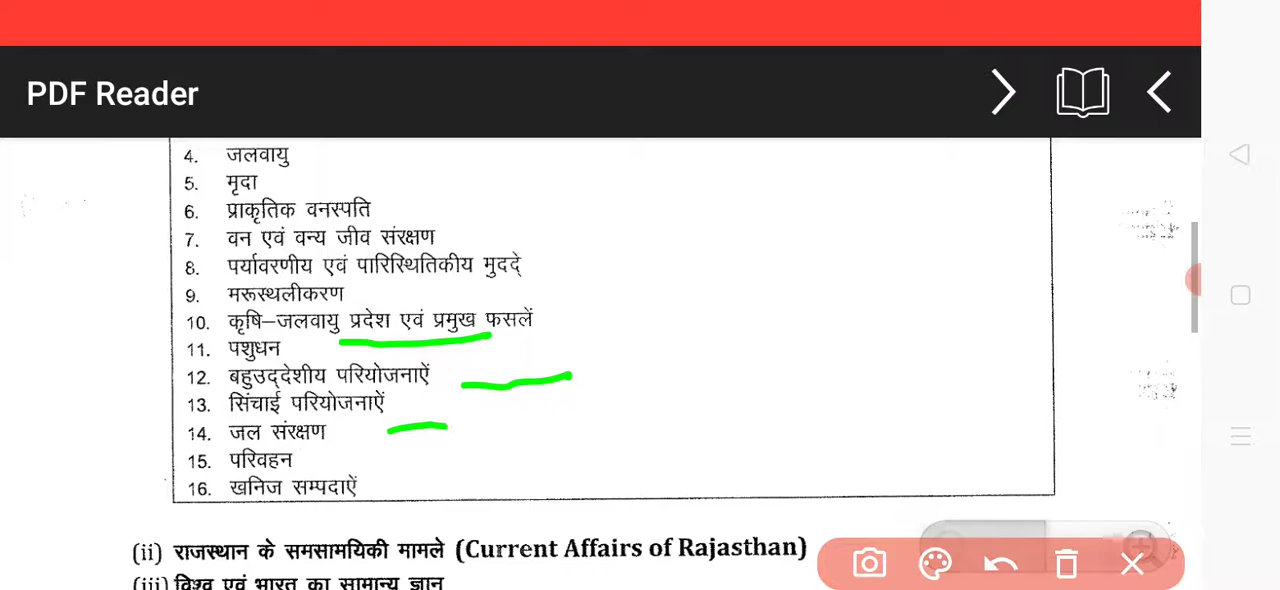 PDF Reader
4. जलवायु
5. मृदा
6. प्राकृतिक वनस्पति
7. वन एवं वन्य जीव संरक्षण
8. पर्यावरणीय एवं पारिस्थितिकीय मुद्दे
9. मरूस्थलीकरण
10. कृषि–जलवायु प्रदेश एवं प्रमुख फसलें
11. पशुधन
12. बहुउद्देशीय परियोजनाऐं
13. सिंचाई परियोजनाऐं
14. जल संरक्षण
15. परिवहन
16. खनिज सम्पदाऐं
(ii) राजस्थान के समसामयिकी मामले (Current Affairs of Rajasthan)
(iii) विश्व एवं भारत का सामान्य ज्ञान